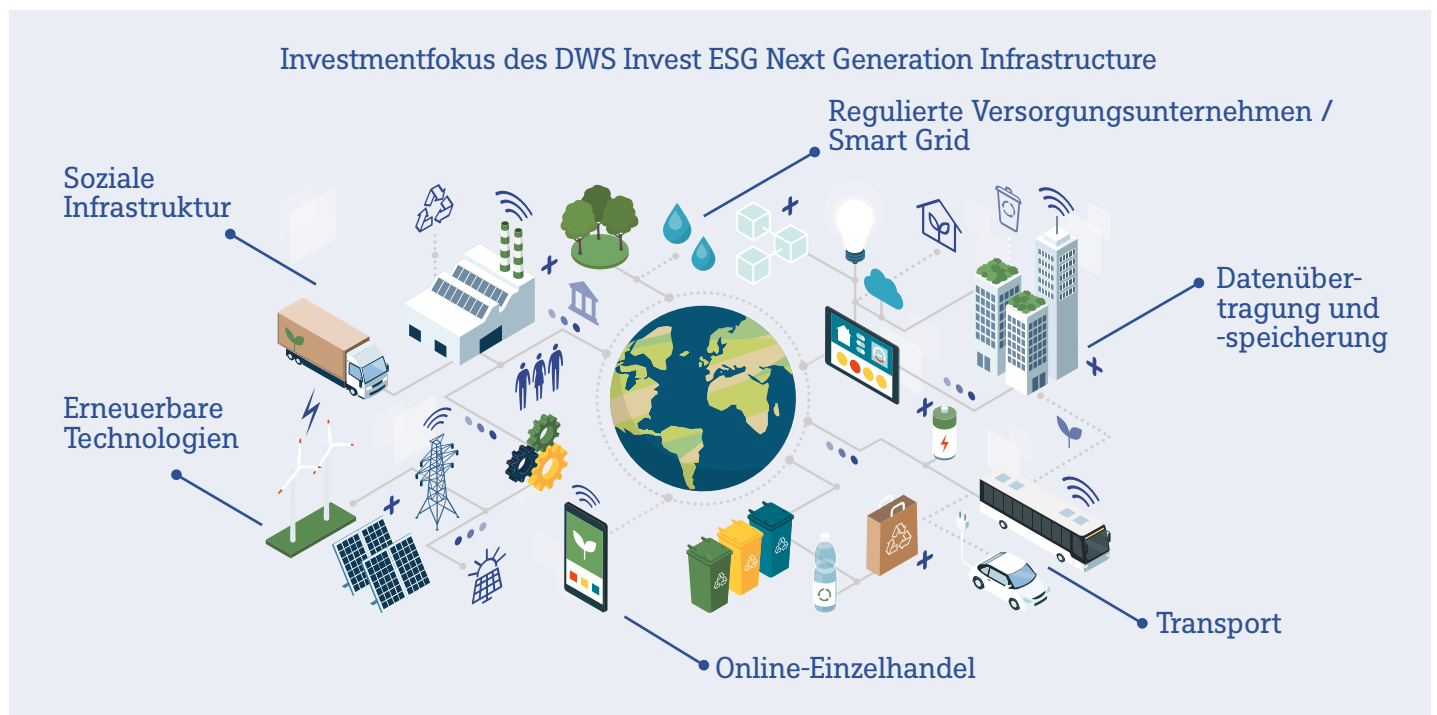 Investmentfokus des DWS Invest ESG Next Generation Infrastructure
Regulierte Versorgungsunternehmen /
Smart Grid
Soziale
Infrastruktur
Datenüber-
tragung und
-speicherung
Erneuerbare
Technologien
Transport
Online-Einzelhandel